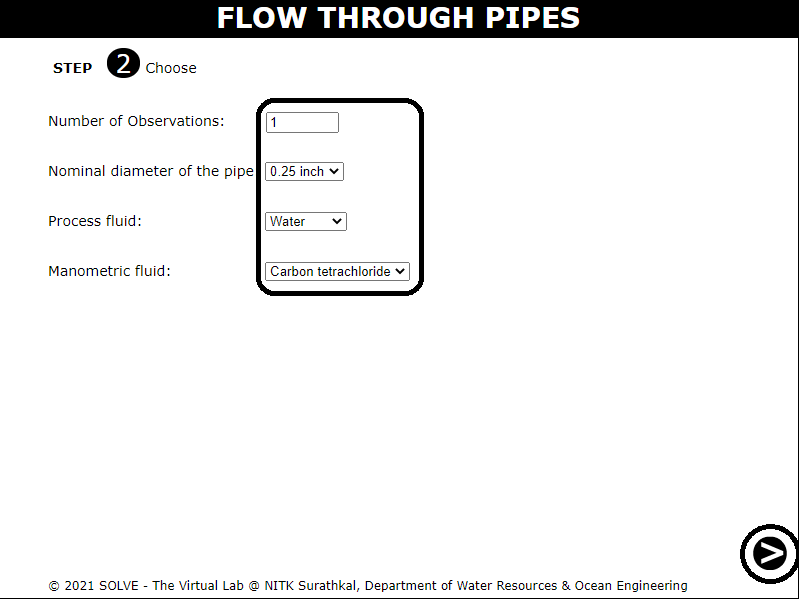 FLOW THROUGH PIPES
STEP 2 Choose
Number of Observations: 1
Nominal diameter of the pipe 0.25 inch
Process fluid: Water
Manometric fluid: Carbon tetrachloride
>
© 2021 SOLVE - The Virtual Lab @ NITK Surathkal, Department of Water Resources & Ocean Engineering